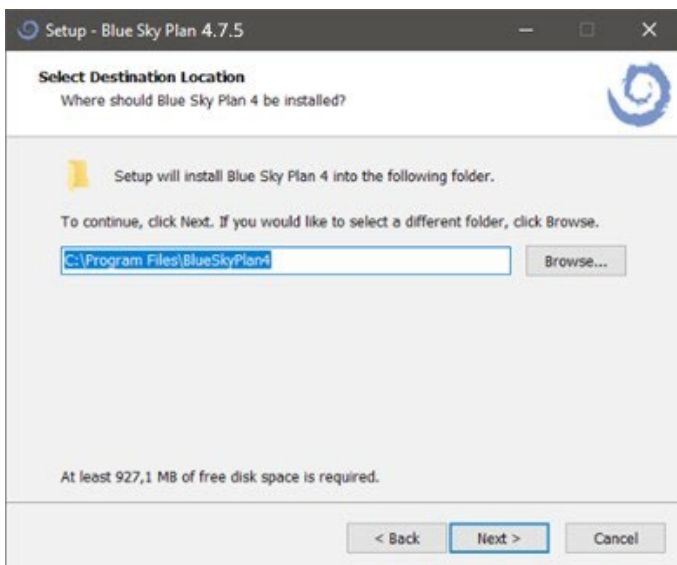 Setup - Blue Sky Plan 4.7.5
Select Destination Location
Where should Blue Sky Plan 4 be installed?
Setup will install Blue Sky Plan 4 into the following folder.
To continue, click Next. If you would like to select a different folder, click Browse.
C:\Program Files\BlueSkyPlan4
Browse...
At least 927,1 MB of free disk space is required.
< Back
Next >
Cancel